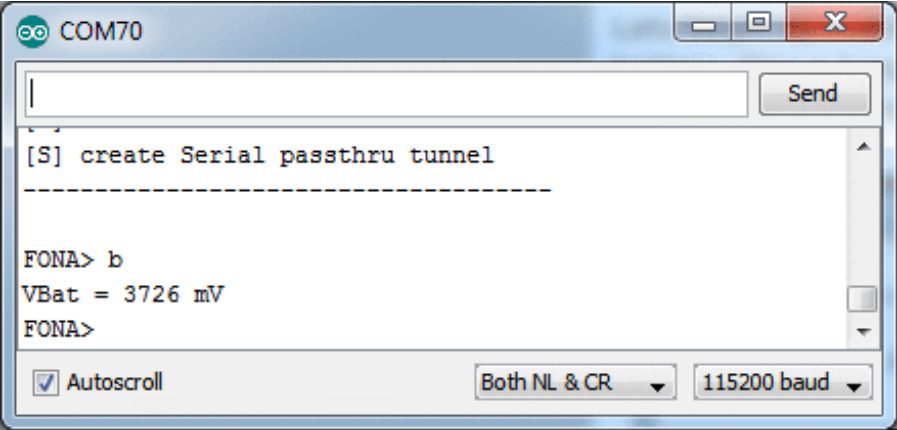 COM70
Send
[S] create Serial passthru tunnel
-------------------------------------
FONA> b
VBat = 3726 mV
FONA>
Autoscroll
Both NL & CR
115200 baud